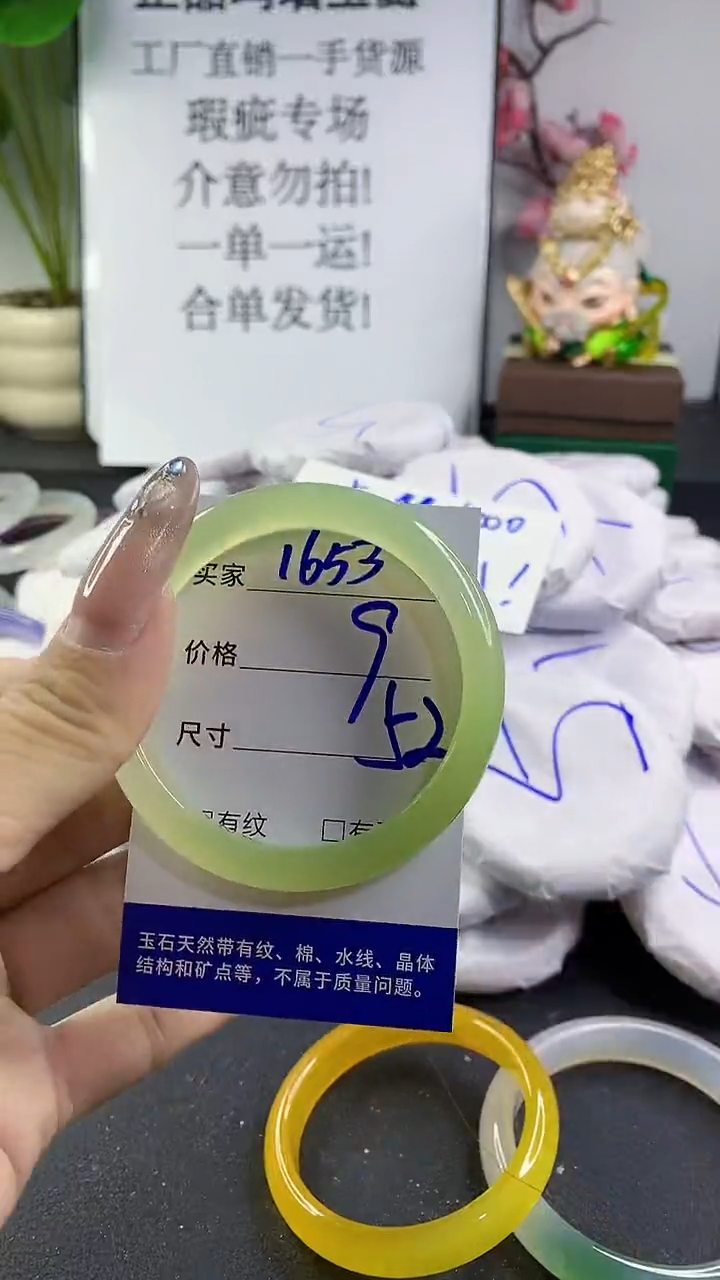 工厂直销一手货源
瑕疵专场
介意勿拍!
一单一运!
合单发货!
买家 1653
价格 9
尺寸 52
有纹 □有
玉石天然带有纹、棉、水线、晶体
结构和矿点等，不属于质量问题。